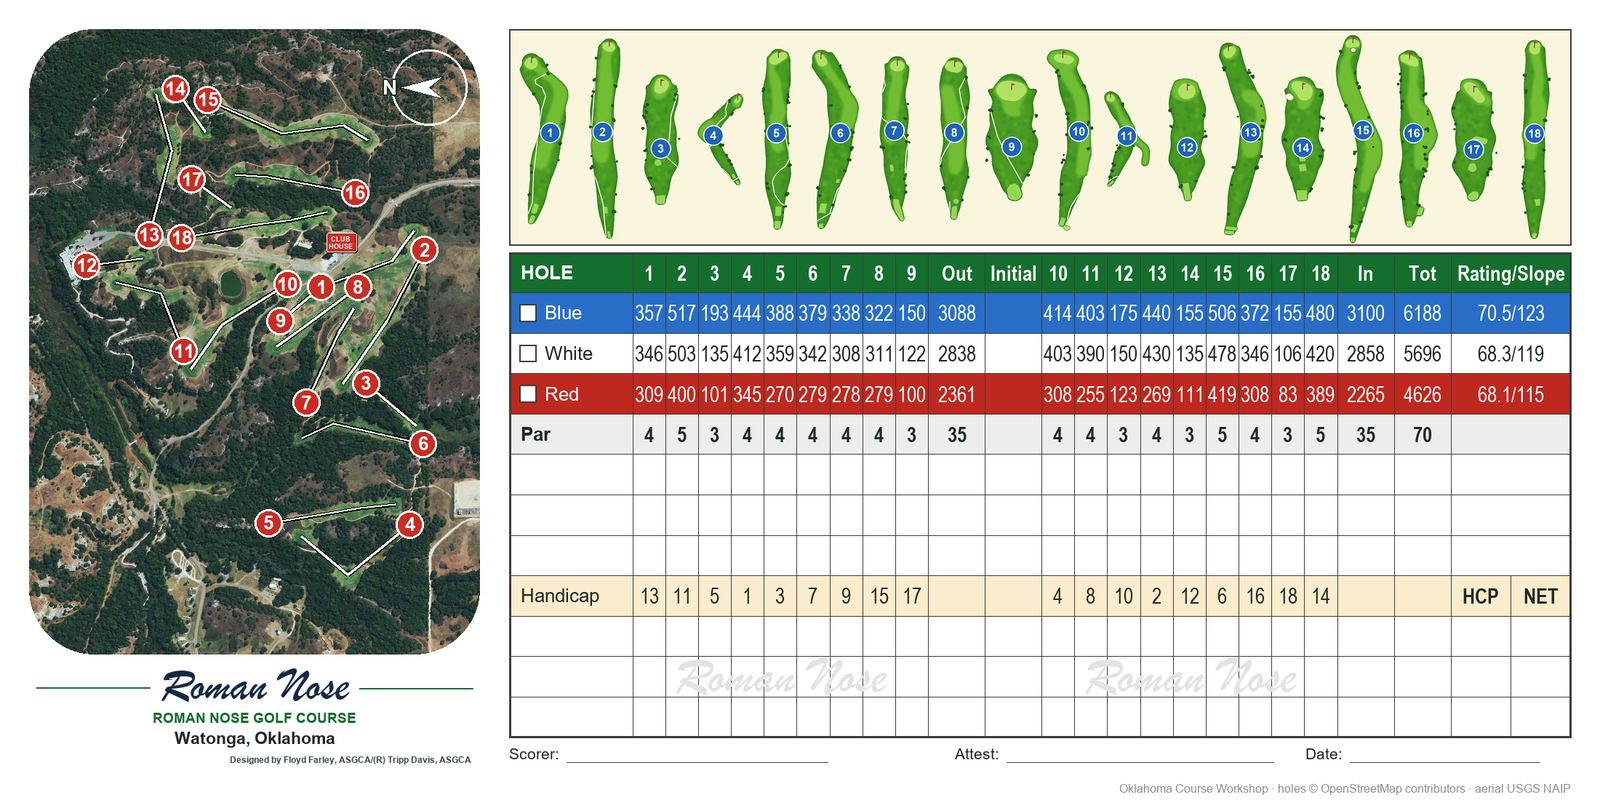 14
15
N
17
16
13
18
CLUB
HOUSE
2
12
10
1
8
9
11
3
7
6
5
4
Roman Nose
ROMAN NOSE GOLF COURSE
Watonga, Oklahoma
Designed by Floyd Farley, ASGCA/(R) Tripp Davis, ASGCA
1 2 3 4 5 6 7 8 9 10 11 12 13 14 15 16 17 18
HOLE 1 2 3 4 5 6 7 8 9 Out Initial 10 11 12 13 14 15 16 17 18 In Tot Rating/Slope
Blue 357 517 193 444 388 379 338 322 150 3088 414 403 175 440 155 506 372 155 480 3100 6188 70.5/123
White 346 503 135 412 359 342 308 311 122 2838 403 390 150 430 135 478 346 106 420 2858 5696 68.3/119
Red 309 400 101 345 270 279 278 279 100 2361 308 255 123 269 111 419 308 83 389 2265 4626 68.1/115
Par 4 5 3 4 4 4 4 4 3 35 4 4 3 4 3 5 4 3 5 35 70
Handicap 13 11 5 1 3 7 9 15 17 4 8 10 2 12 6 16 18 14 HCP NET
Roman Nose Roman Nose
Scorer: Attest: Date:
Oklahoma Course Workshop · holes © OpenStreetMap contributors · aerial USGS NAIP